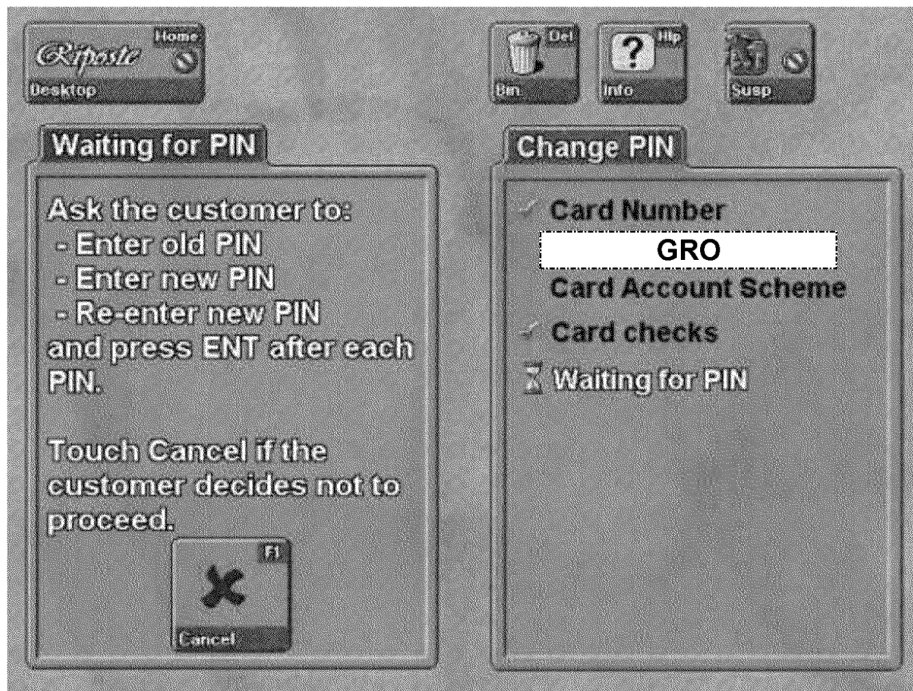 Riposte
Home
Desktop
Del
Bin
Hlp
Info
Susp
Waiting for PIN
Ask the customer to:
- Enter old PIN
- Enter new PIN
- Re-enter new PIN
and press ENT after each
PIN.
Touch Cancel if the
customer decides not to
proceed.
F1
Cancel
Change PIN
Card Number
GRO
Card Account Scheme
Card checks
Waiting for PIN